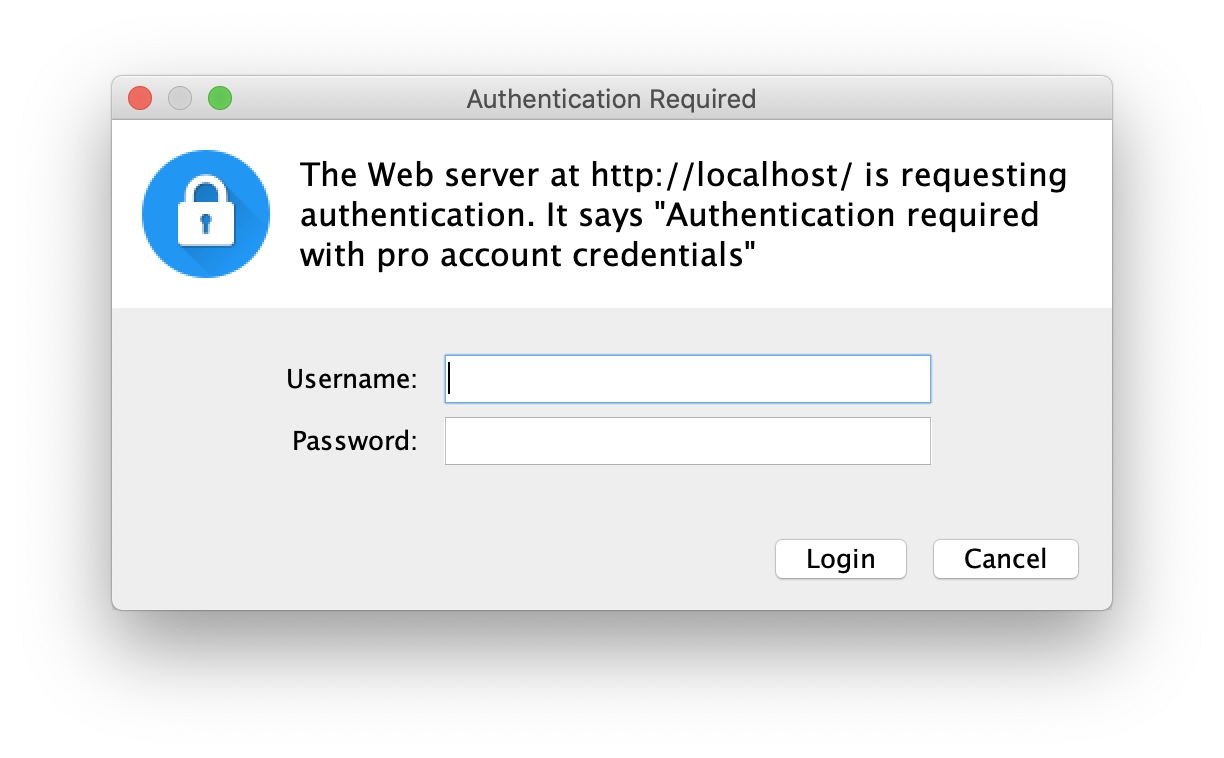 Authentication Required
The Web server at http://localhost/ is requesting
authentication. It says "Authentication required
with pro account credentials"
Username:
Password:
Login
Cancel